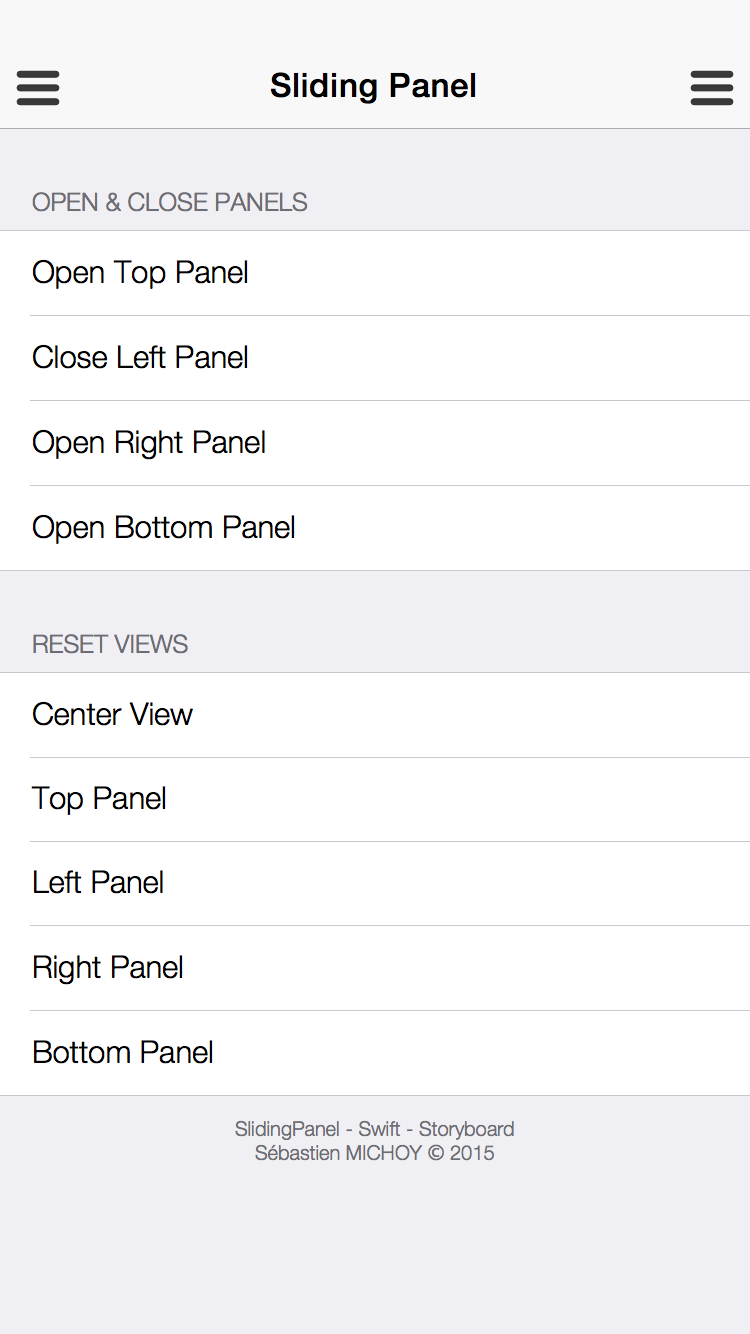 Sliding Panel
OPEN & CLOSE PANELS
Open Top Panel
Close Left Panel
Open Right Panel
Open Bottom Panel
RESET VIEWS
Center View
Top Panel
Left Panel
Right Panel
Bottom Panel
SlidingPanel - Swift - Storyboard
Sébastien MICHOY © 2015